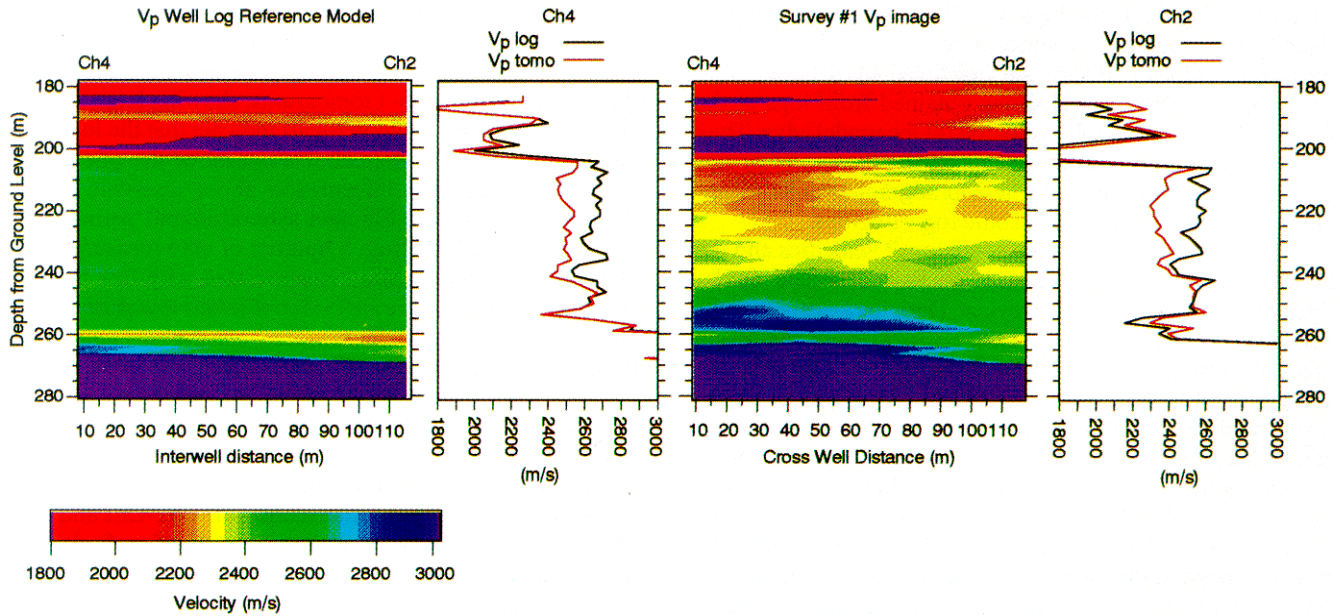 Vp Well Log Reference Model
Ch4
Vp log
Vp tomo
Survey #1 Vp image
Ch2
Vp log
Vp tomo
Ch4
Ch2
Ch4
Ch2
Depth from Ground Level (m)
180
200
220
240
260
280
180
200
220
240
260
280
10 20 30 40 50 60 70 80 90 100 110
Interwell distance (m)
1800 2000 2200 2400 2600 2800 3000
(m/s)
10 20 30 40 50 60 70 80 90 100 110
Cross Well Distance (m)
1800 2000 2200 2400 2600 2800 3000
(m/s)
1800 2000 2200 2400 2600 2800 3000
Velocity (m/s)